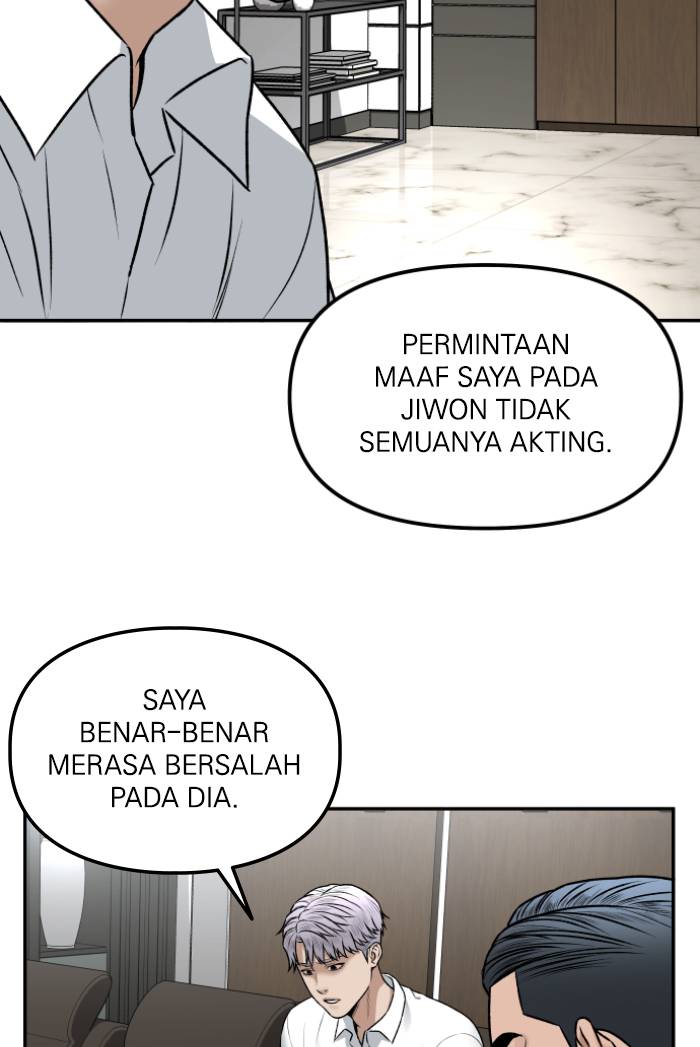 PERMINTAAN
MAAF SAYA PADA
JIWON TIDAK
SEMUANYA AKTING.
SAYA
BENAR-BENAR
MERASA BERSALAH
PADA DIA.